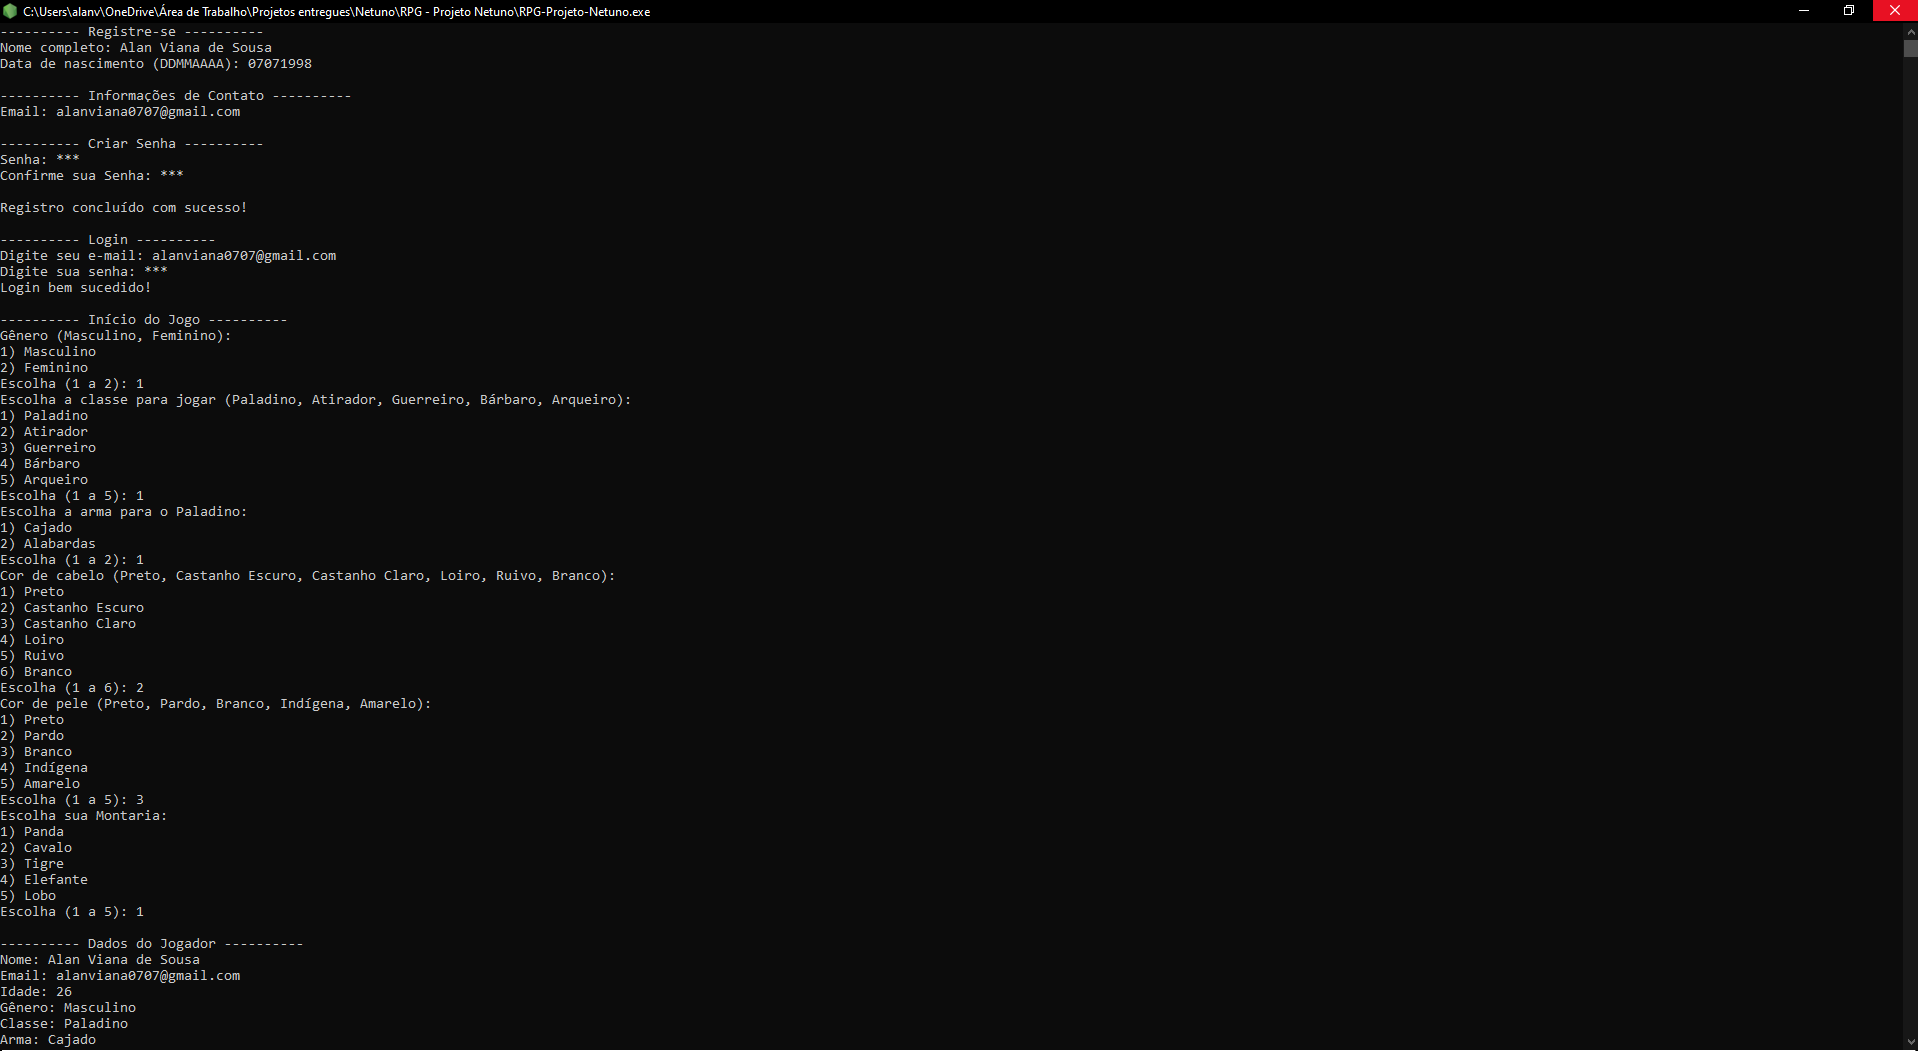 C:\Users\alanv\OneDrive\Área de Trabalho\Projetos entregues\Netuno\RPG - Projeto Netuno\RPG-Projeto-Netuno.exe
---------- Registre-se ----------
Nome completo: Alan Viana de Sousa
Data de nascimento (DDMMAAAA): 07071998
---------- Informações de Contato ----------
Email: alanviana0707@gmail.com
---------- Criar Senha ----------
Senha: ***
Confirme sua Senha: ***
Registro concluído com sucesso!
---------- Login ----------
Digite seu e-mail: alanviana0707@gmail.com
Digite sua senha: ***
Login bem sucedido!
---------- Início do Jogo ----------
Gênero (Masculino, Feminino):
1) Masculino
2) Feminino
Escolha (1 a 2): 1
Escolha a classe para jogar (Paladino, Atirador, Guerreiro, Bárbaro, Arqueiro):
1) Paladino
2) Atirador
3) Guerreiro
4) Bárbaro
5) Arqueiro
Escolha (1 a 5): 1
Escolha a arma para o Paladino:
1) Cajado
2) Alabardas
Escolha (1 a 2): 1
Cor de cabelo (Preto, Castanho Escuro, Castanho Claro, Loiro, Ruivo, Branco):
1) Preto
2) Castanho Escuro
3) Castanho Claro
4) Loiro
5) Ruivo
6) Branco
Escolha (1 a 6): 2
Cor de pele (Preto, Pardo, Branco, Indígena, Amarelo):
1) Preto
2) Pardo
3) Branco
4) Indígena
5) Amarelo
Escolha (1 a 5): 3
Escolha sua Montaria:
1) Panda
2) Cavalo
3) Tigre
4) Elefante
5) Lobo
Escolha (1 a 5): 1
---------- Dados do Jogador ----------
Nome: Alan Viana de Sousa
Email: alanviana0707@gmail.com
Idade: 26
Gênero: Masculino
Classe: Paladino
Arma: Cajado